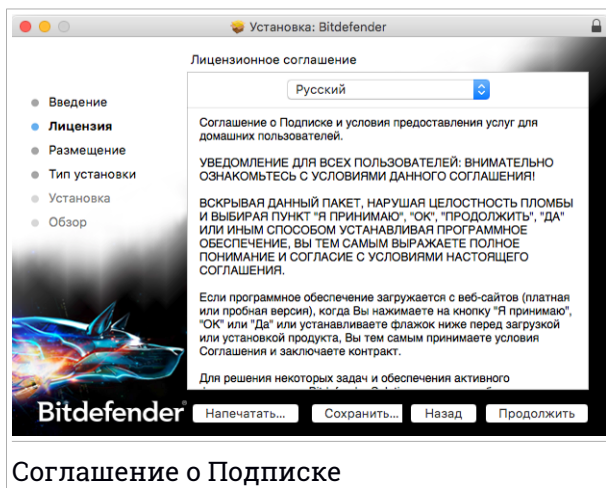 Установка: Bitdefender
Лицензионное соглашение
Введение
Лицензия
Размещение
Тип установки
Установка
Обзор
Русский
Соглашение о Подписке и условия предоставления услуг для
домашних пользователей.
УВЕДОМЛЕНИЕ ДЛЯ ВСЕХ ПОЛЬЗОВАТЕЛЕЙ: ВНИМАТЕЛЬНО
ОЗНАКОМЬТЕСЬ С УСЛОВИЯМИ ДАННОГО СОГЛАШЕНИЯ!
ВСКРЫВАЯ ДАННЫЙ ПАКЕТ, НАРУШАЯ ЦЕЛОСТНОСТЬ ПЛОМБЫ
И ВЫБИРАЯ ПУНКТ "Я ПРИНИМАЮ", "ОК", "ПРОДОЛЖИТЬ", "ДА"
ИЛИ ИНЫМ СПОСОБОМ УСТАНАВЛИВАЯ ПРОГРАММНОЕ
ОБЕСПЕЧЕНИЕ, ВЫ ТЕМ САМЫМ ВЫРАЖАЕТЕ ПОЛНОЕ
ПОНИМАНИЕ И СОГЛАСИЕ С УСЛОВИЯМИ НАСТОЯЩЕГО
СОГЛАШЕНИЯ.
Если программное обеспечение загружается с веб-сайтов (платная
или пробная версия), когда Вы нажимаете на кнопку "Я принимаю",
"ОК" или "Да" или устанавливаете флажок ниже перед загрузкой
или установкой продукта, Вы тем самым принимаете условия
Соглашения и заключаете контракт.
Для решения некоторых задач и обеспечения активного
Bitdefender
Напечатать...
Сохранить...
Назад
Продолжить
Соглашение о Подписке